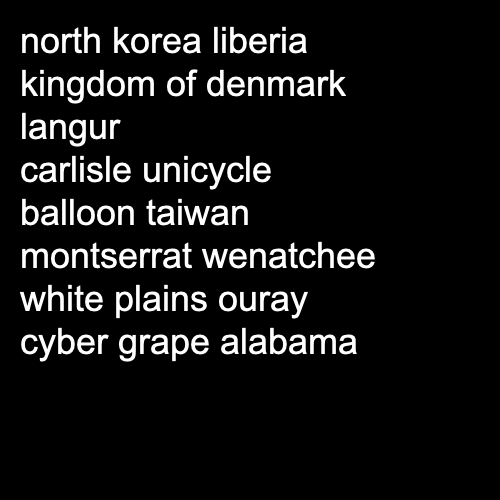 north korea liberia
kingdom of denmark
langur
carlisle unicycle
balloon taiwan
montserrat wenatchee
white plains ouray
cyber grape alabama